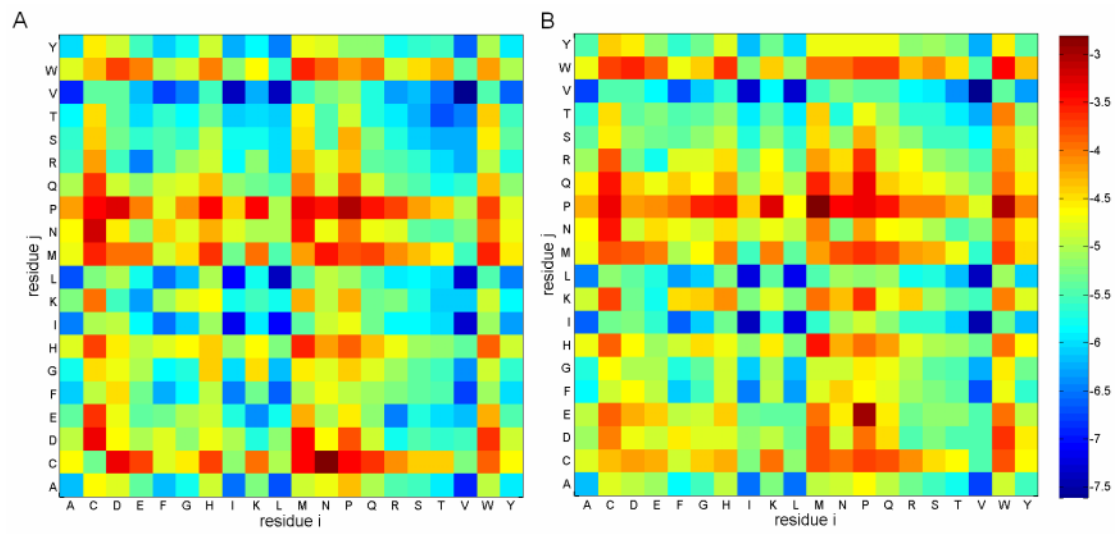 A
B
Y
W
V
T
S
R
Q
P
N
M
L
K
I
H
G
F
E
D
C
A
residue j
A C D E F G H I K L M N P Q R S T V W Y
residue i
Y
W
V
T
S
R
Q
P
N
M
L
K
I
H
G
F
E
D
C
A
residue j
A C D E F G H I K L M N P Q R S T V W Y
residue i
-3
-3.5
-4
-4.5
-5
-5.5
-6
-6.5
-7
-7.5